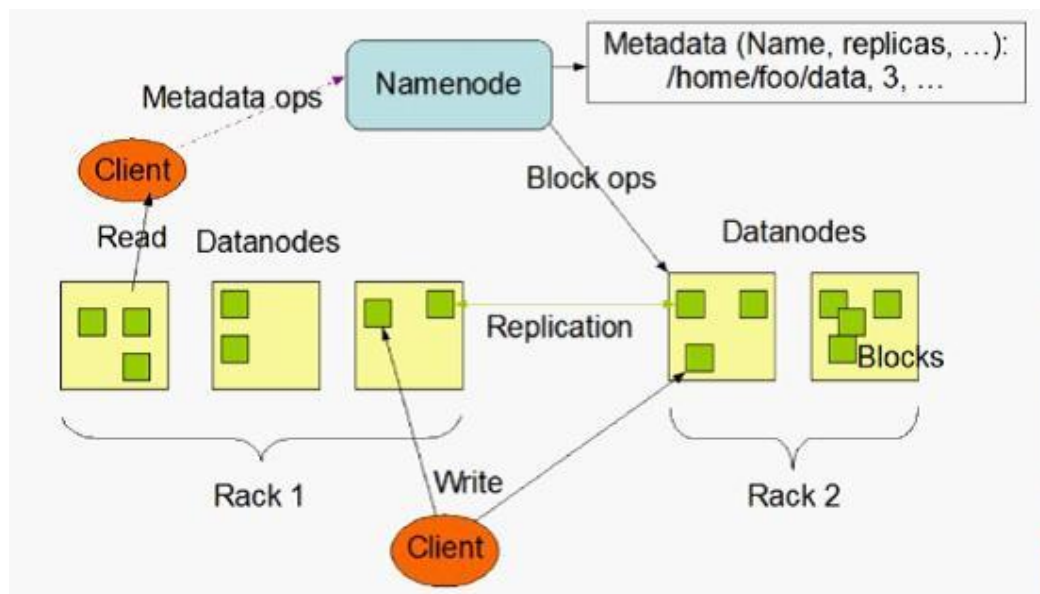 Metadata (Name, replicas, …):
/home/foo/data, 3, …
Namenode
Metadata ops
Client
Block ops
Read
Datanodes
Datanodes
Replication
Blocks
Rack 1
Write
Rack 2
Client